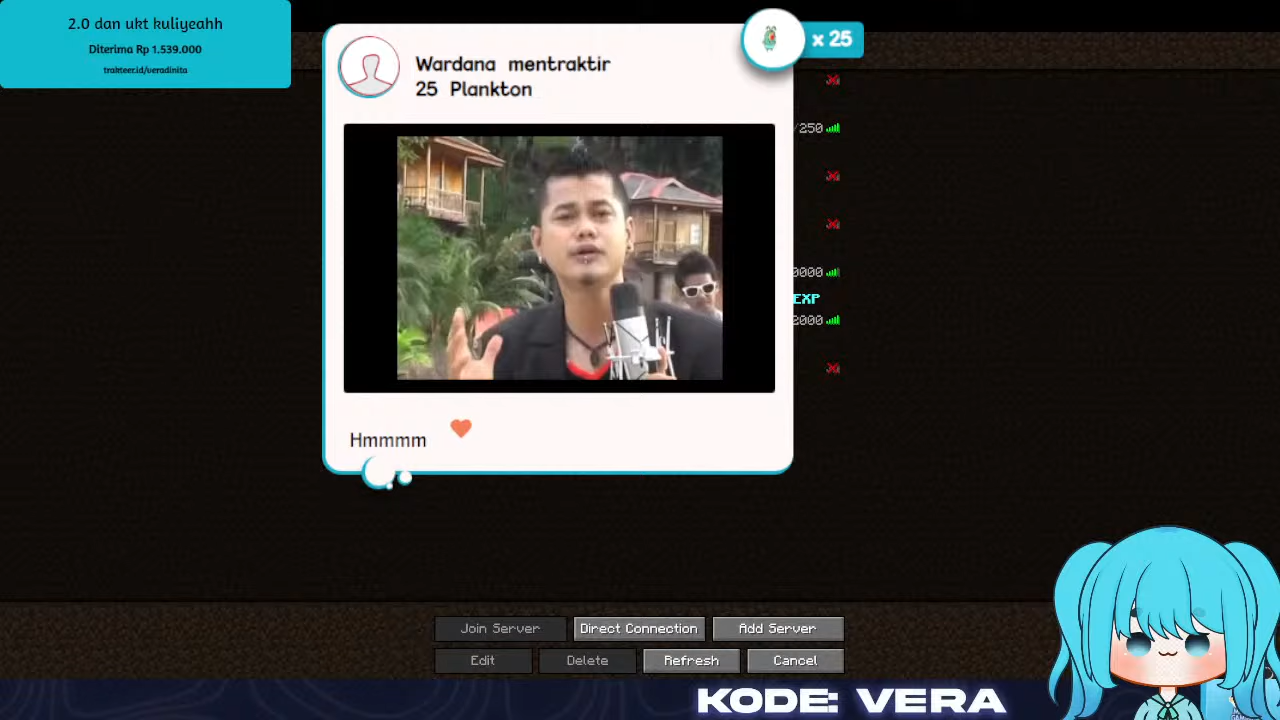 2.0 dan ukt kuliyeahh
Diterima Rp 1.539.000
trakteer.id/veradinita
x 25
Wardana mentraktir
25 Plankton
/250
0000
EXP
2000
Hmmmm
Join Server
Direct Connection
Add Server
Edit
Delete
Refresh
Cancel
KODE: VERA